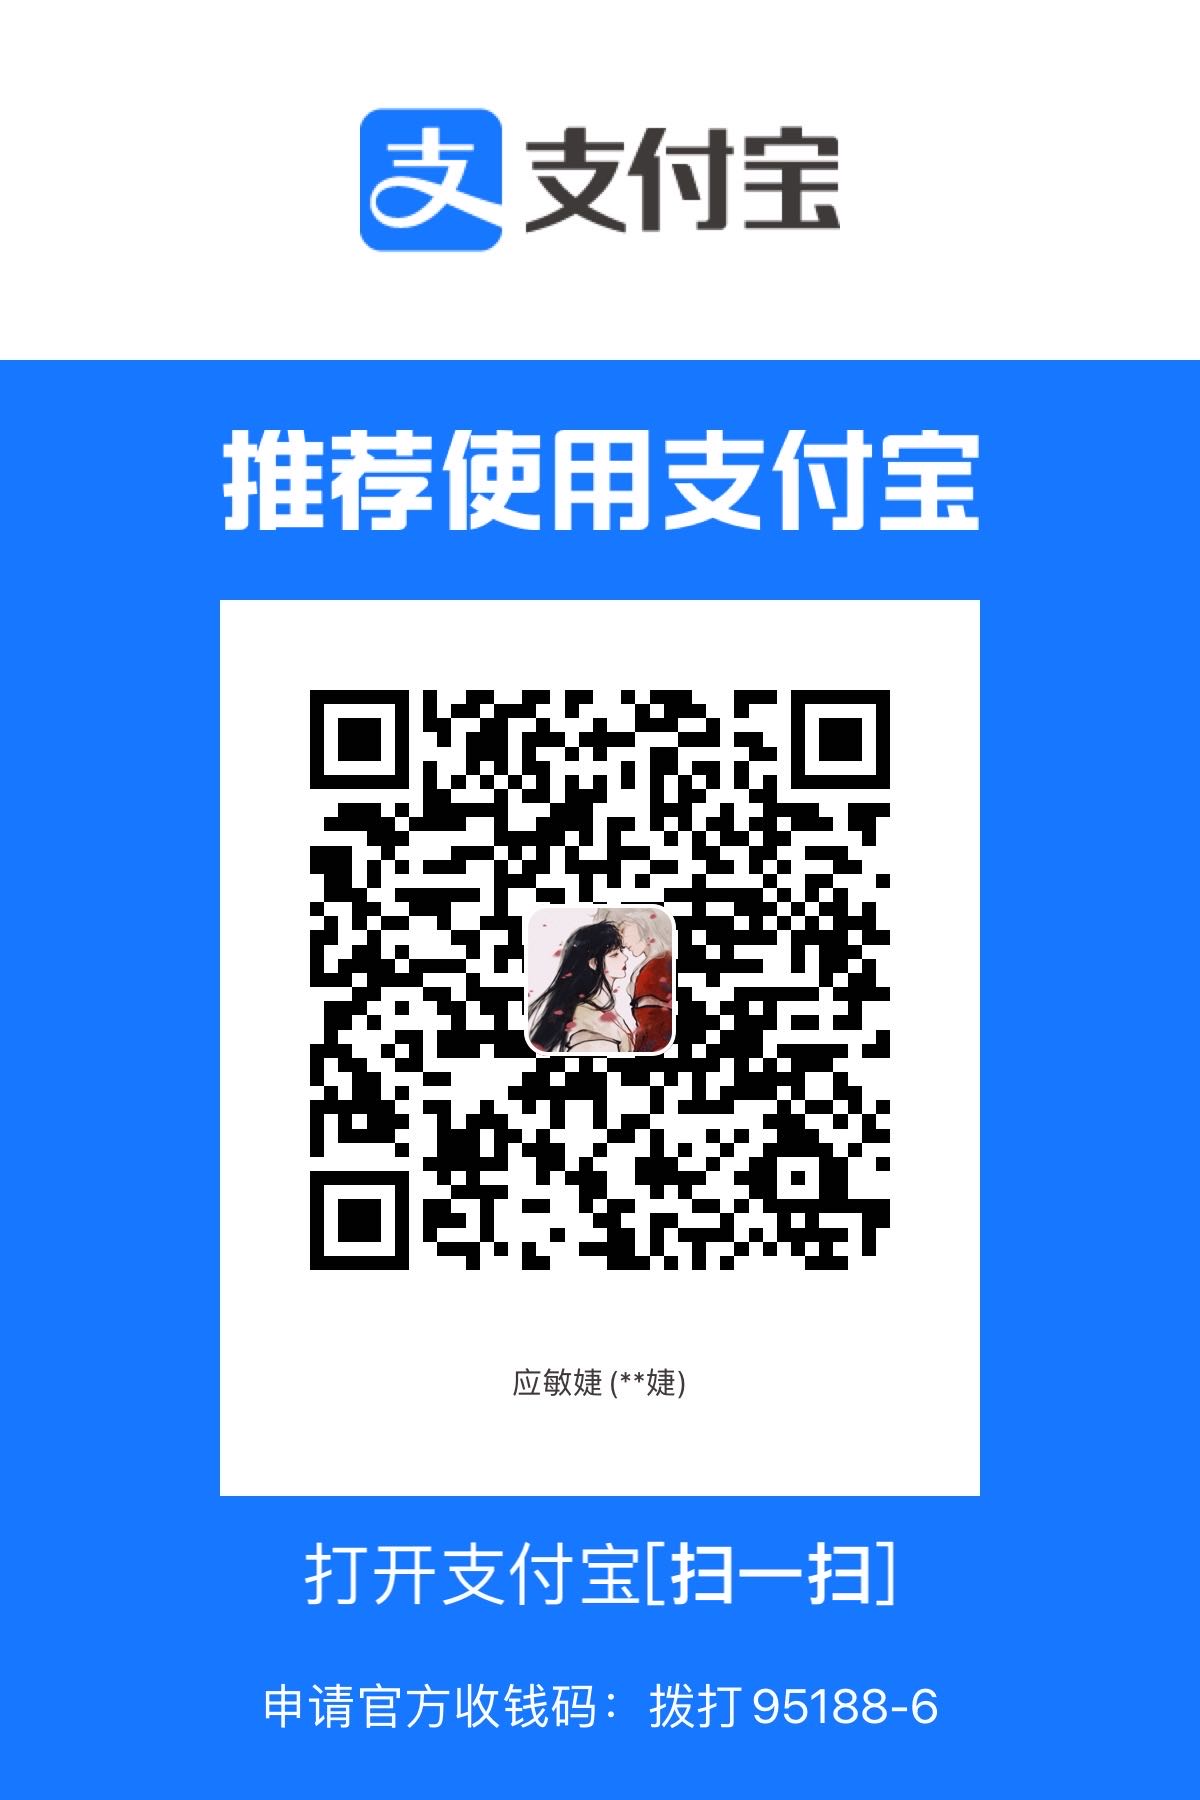 支 支付宝
推荐使用支付宝
应敏婕 (**婕)
打开支付宝[扫一扫]
申请官方收钱码：拨打 95188-6